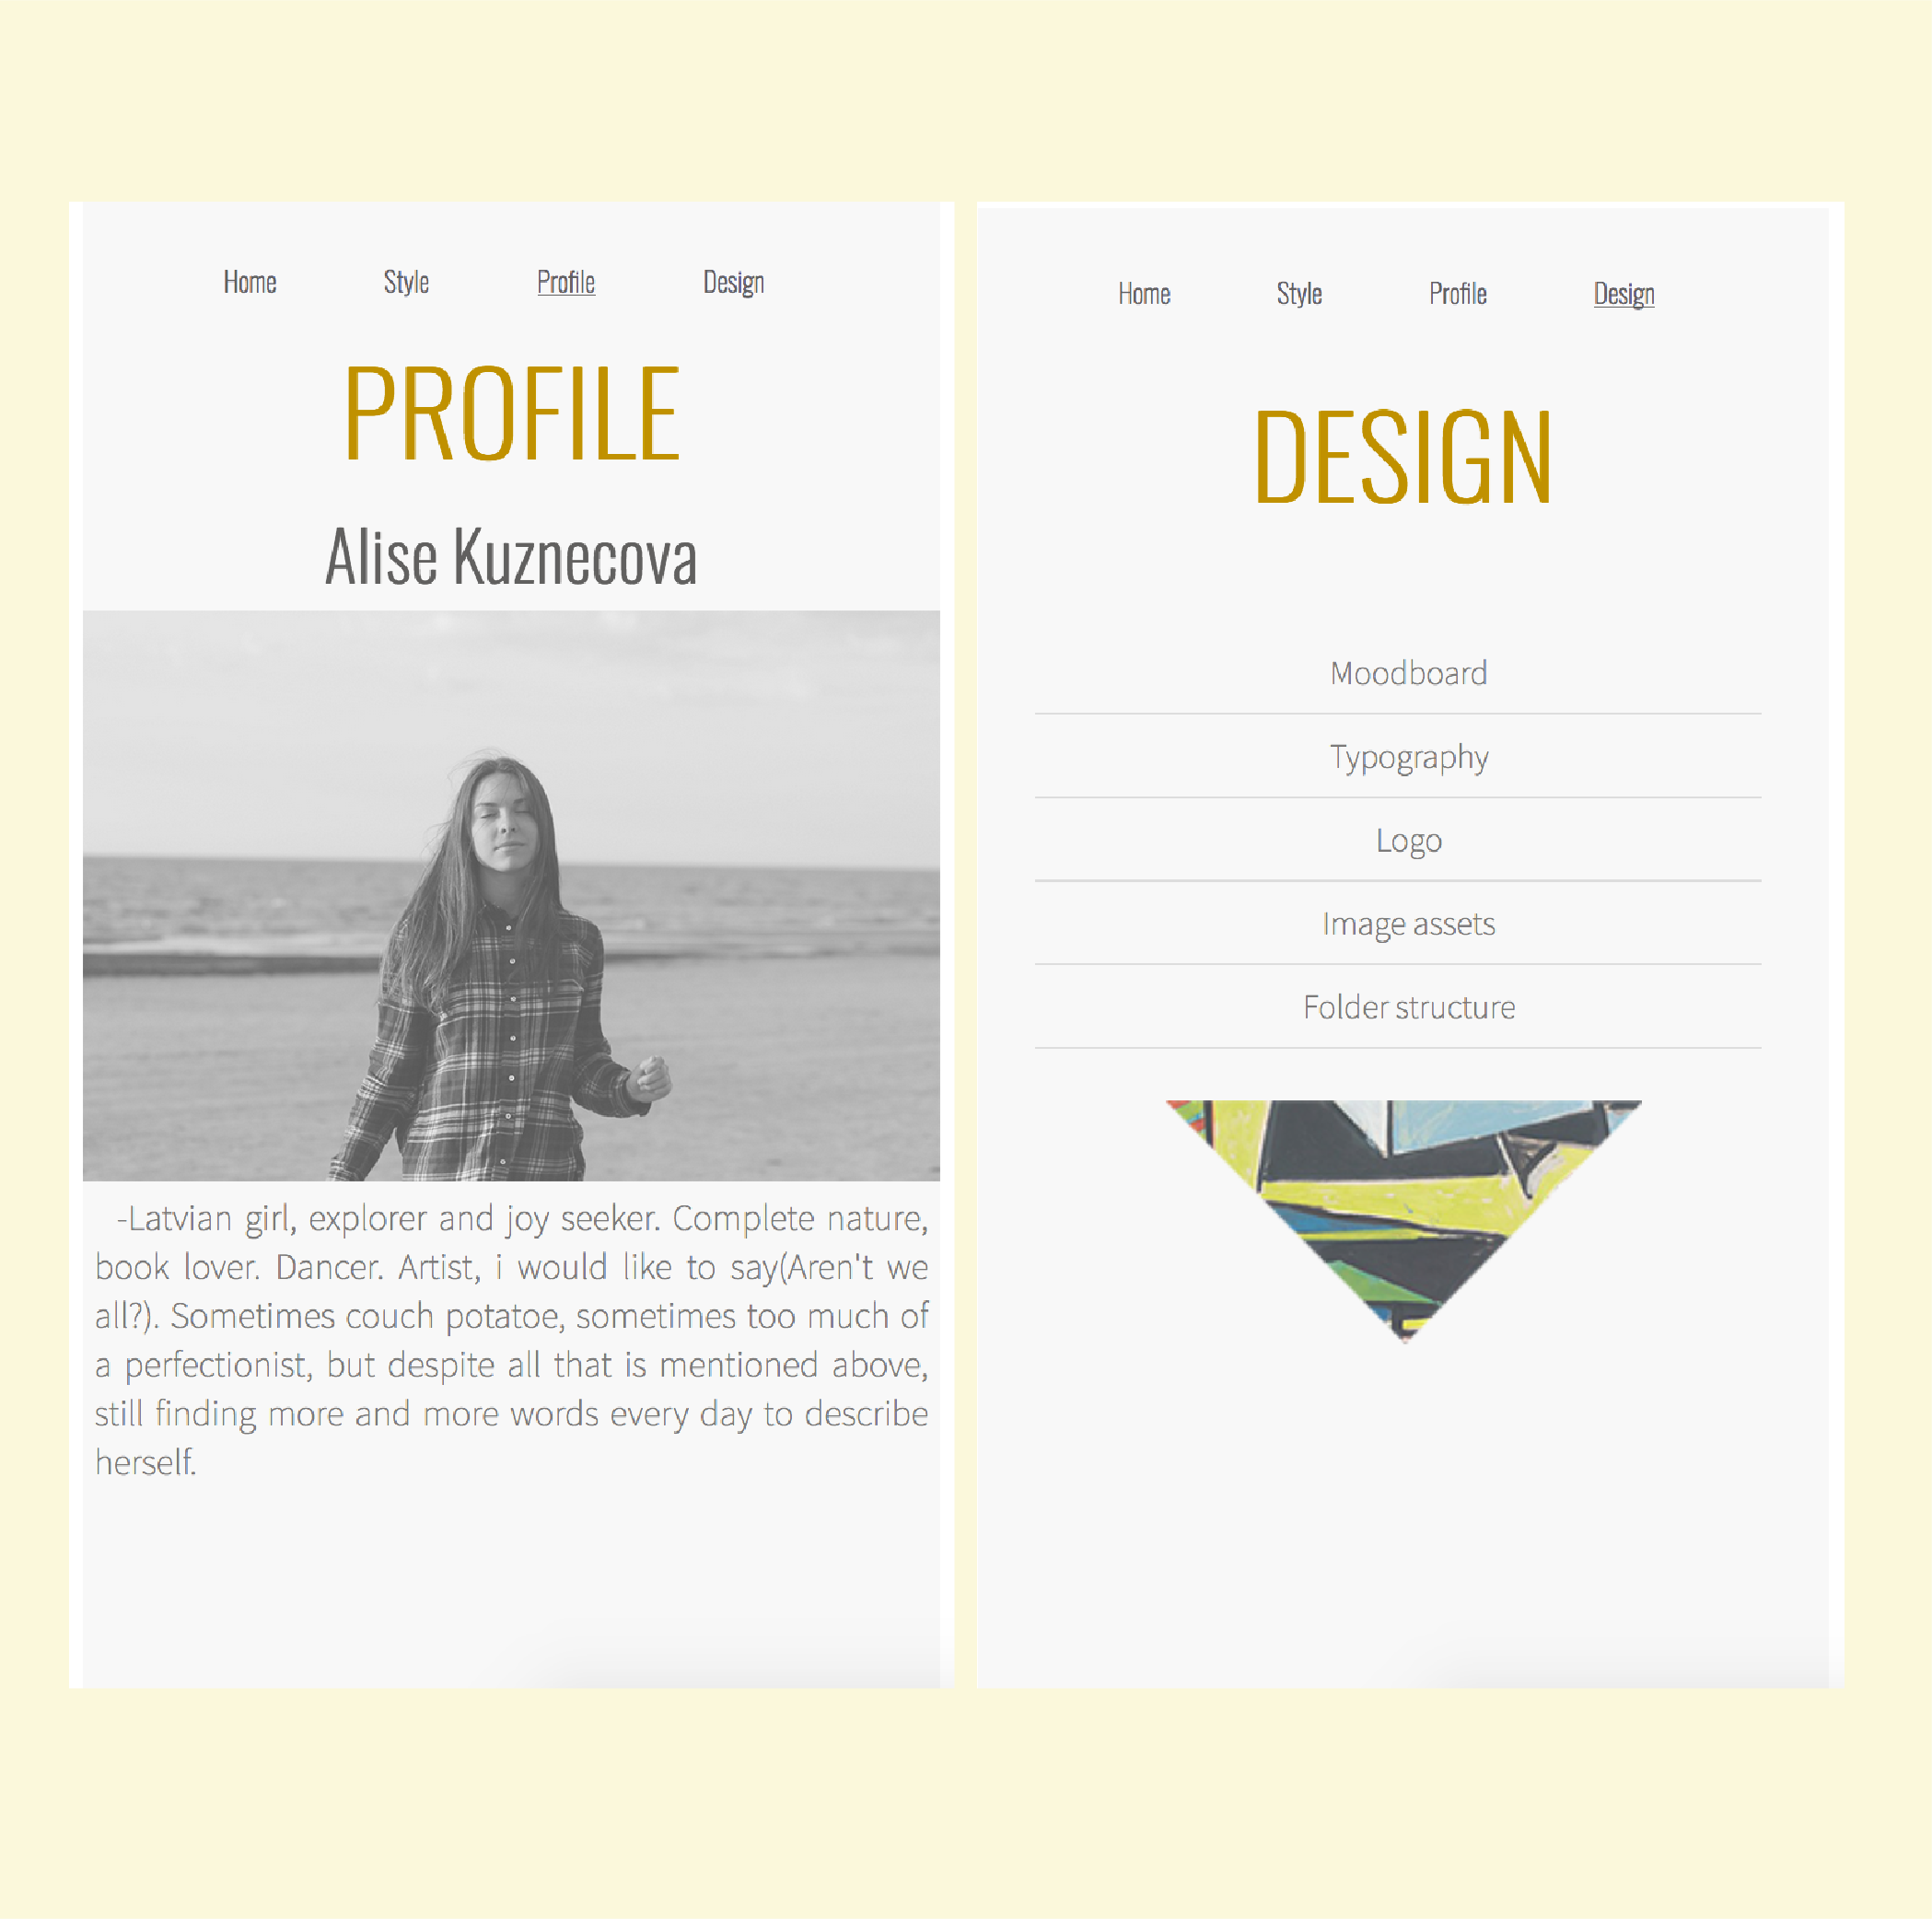 Home Style Profile Design
PROFILE
Alise Kuznecova
-Latvian girl, explorer and joy seeker. Complete nature,
book lover. Dancer. Artist, i would like to say(Aren't we
all?). Sometimes couch potatoe, sometimes too much of
a perfectionist, but despite all that is mentioned above,
still finding more and more words every day to describe
herself.
Home Style Profile Design
DESIGN
Moodboard
Typography
Logo
Image assets
Folder structure